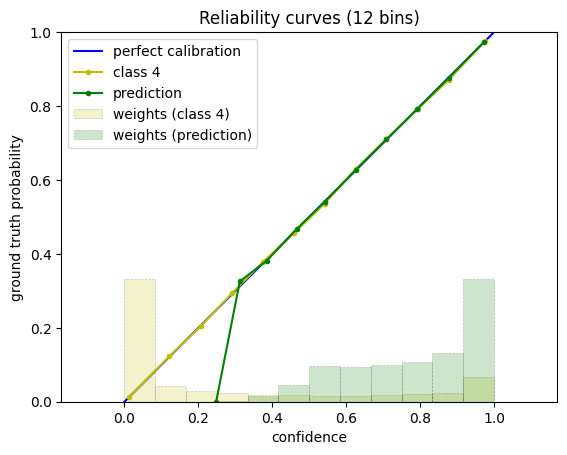 Reliability curves (12 bins)
perfect calibration
class 4
prediction
weights (class 4)
weights (prediction)
ground truth probability
1.0
0.8
0.6
0.4
0.2
0.0
0.0 0.2 0.4 0.6 0.8 1.0
confidence